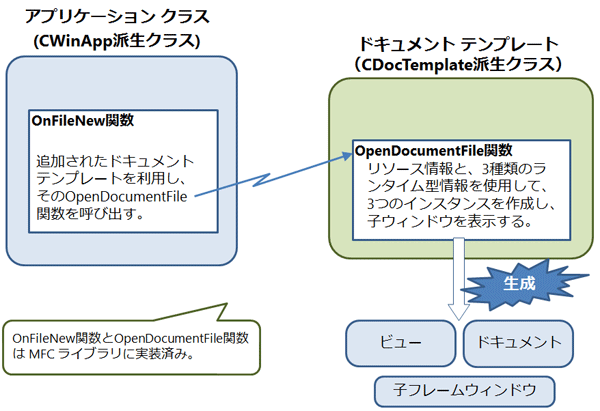 アプリケーション クラス
(CWinApp派生クラス)
OnFileNew関数
追加されたドキュメント
テンプレートを利用し、
そのOpenDocumentFile
関数を呼び出す。
ドキュメント テンプレート
（CDocTemplate派生クラス）
OpenDocumentFile関数
リソース情報と、3種類のラ
ンタイム型情報を使用して、
3つのインスタンスを作成し、
子ウィンドウを表示する。
生成
OnFileNew関数とOpenDocumentFile関数
は MFC ライブラリに実装済み。
ビュー
ドキュメント
子フレームウィンドウ